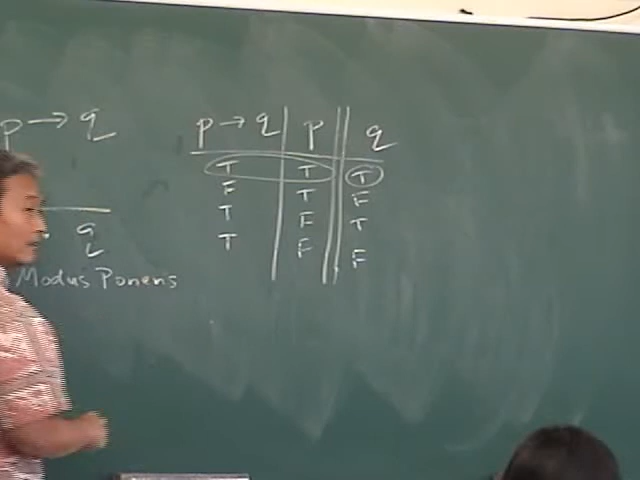 p → q
q
Modus Ponens
p → q p q
T T T
F T F
T F T
T F F